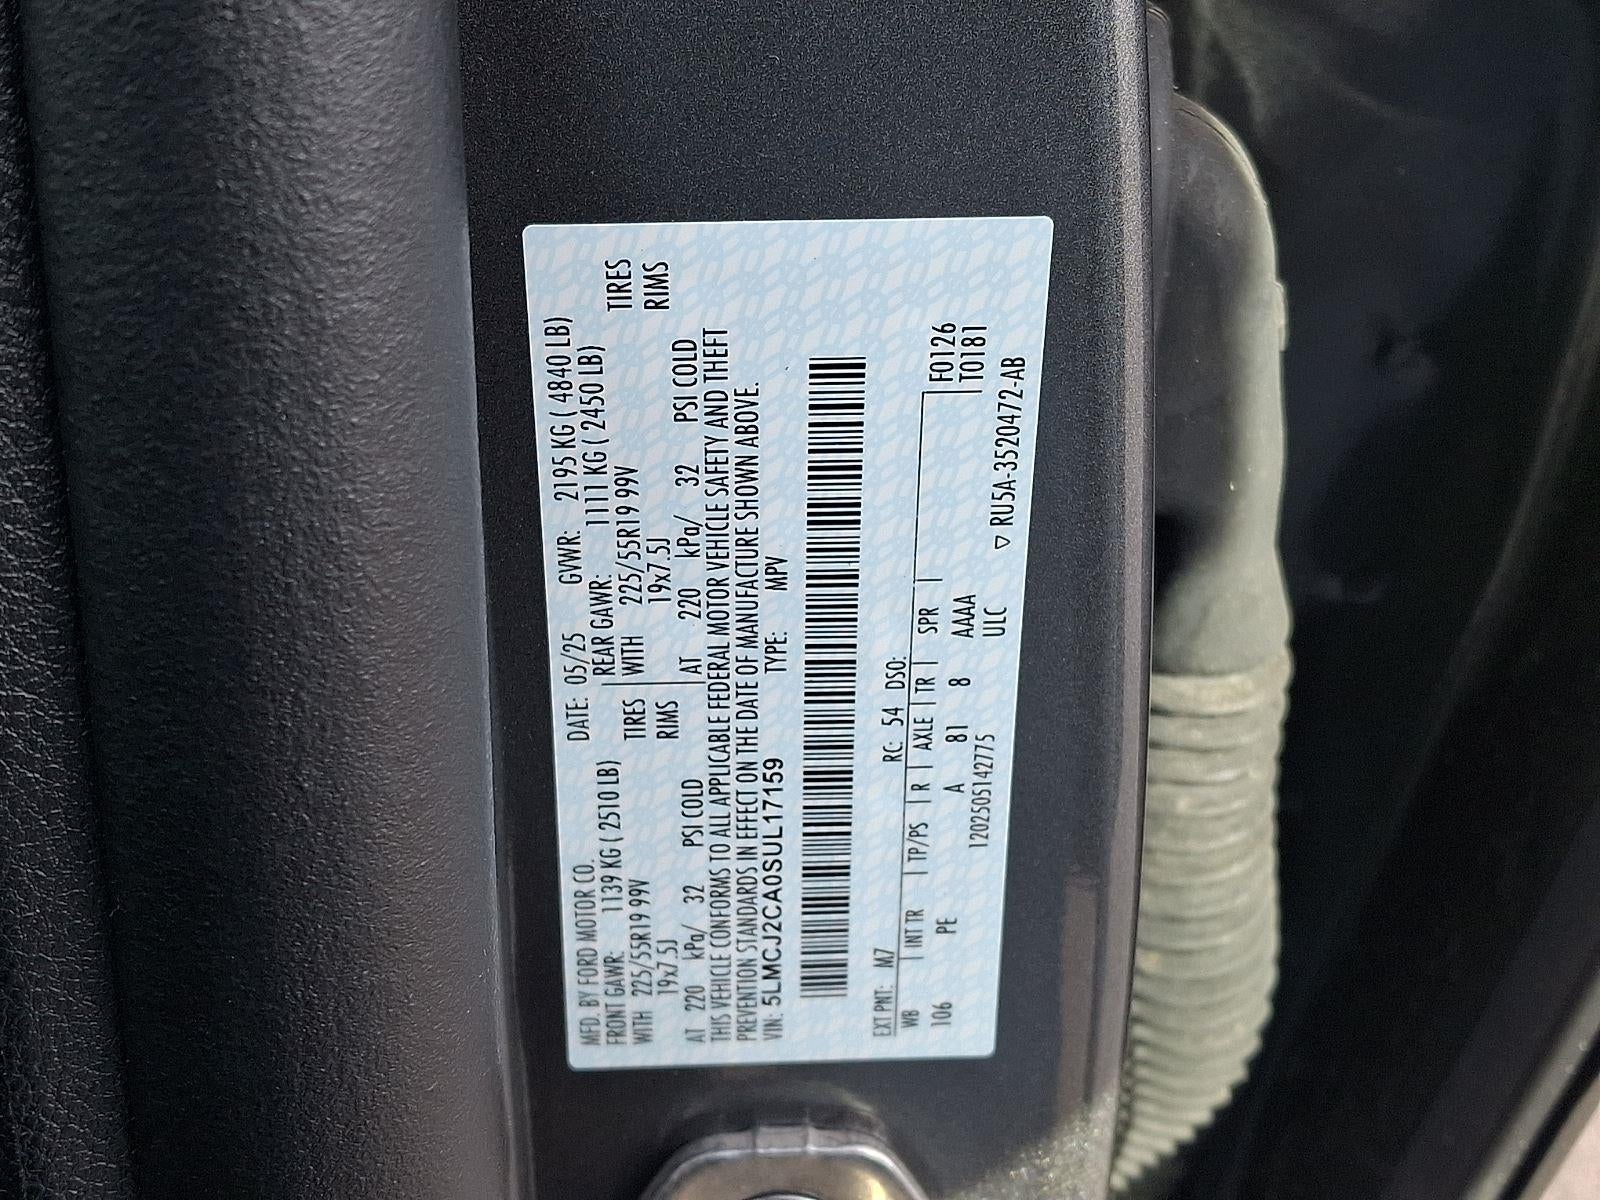 MFD. BY FORD MOTOR CO. DATE: 05/25 GVWR: 2195 KG ( 4840 LB)
FRONT GAWR: 1139 KG ( 2510 LB) REAR GAWR: 1111 KG ( 2450 LB)
WITH 225/55R19 99V TIRES WITH 225/55R19 99V TIRES
19x7.5J RIMS 19x7.5J RIMS
AT 220 kPa/ 32 PSI COLD AT 220 kPa/ 32 PSI COLD
THIS VEHICLE CONFORMS TO ALL APPLICABLE FEDERAL MOTOR VEHICLE SAFETY AND THEFT
PREVENTION STANDARDS IN EFFECT ON THE DATE OF MANUFACTURE SHOWN ABOVE.
VIN: 5LMCJ2CA0SUL17159 TYPE: MPV
EXT PNT: M7 RC: 54 DSO: F0126
WB | INT TR | TP/PS | R | AXLE | TR | SPR | T0181
106 PE A 81 8 AAAA
1202505142775 ULC ▽ RU5A-3520472-AB